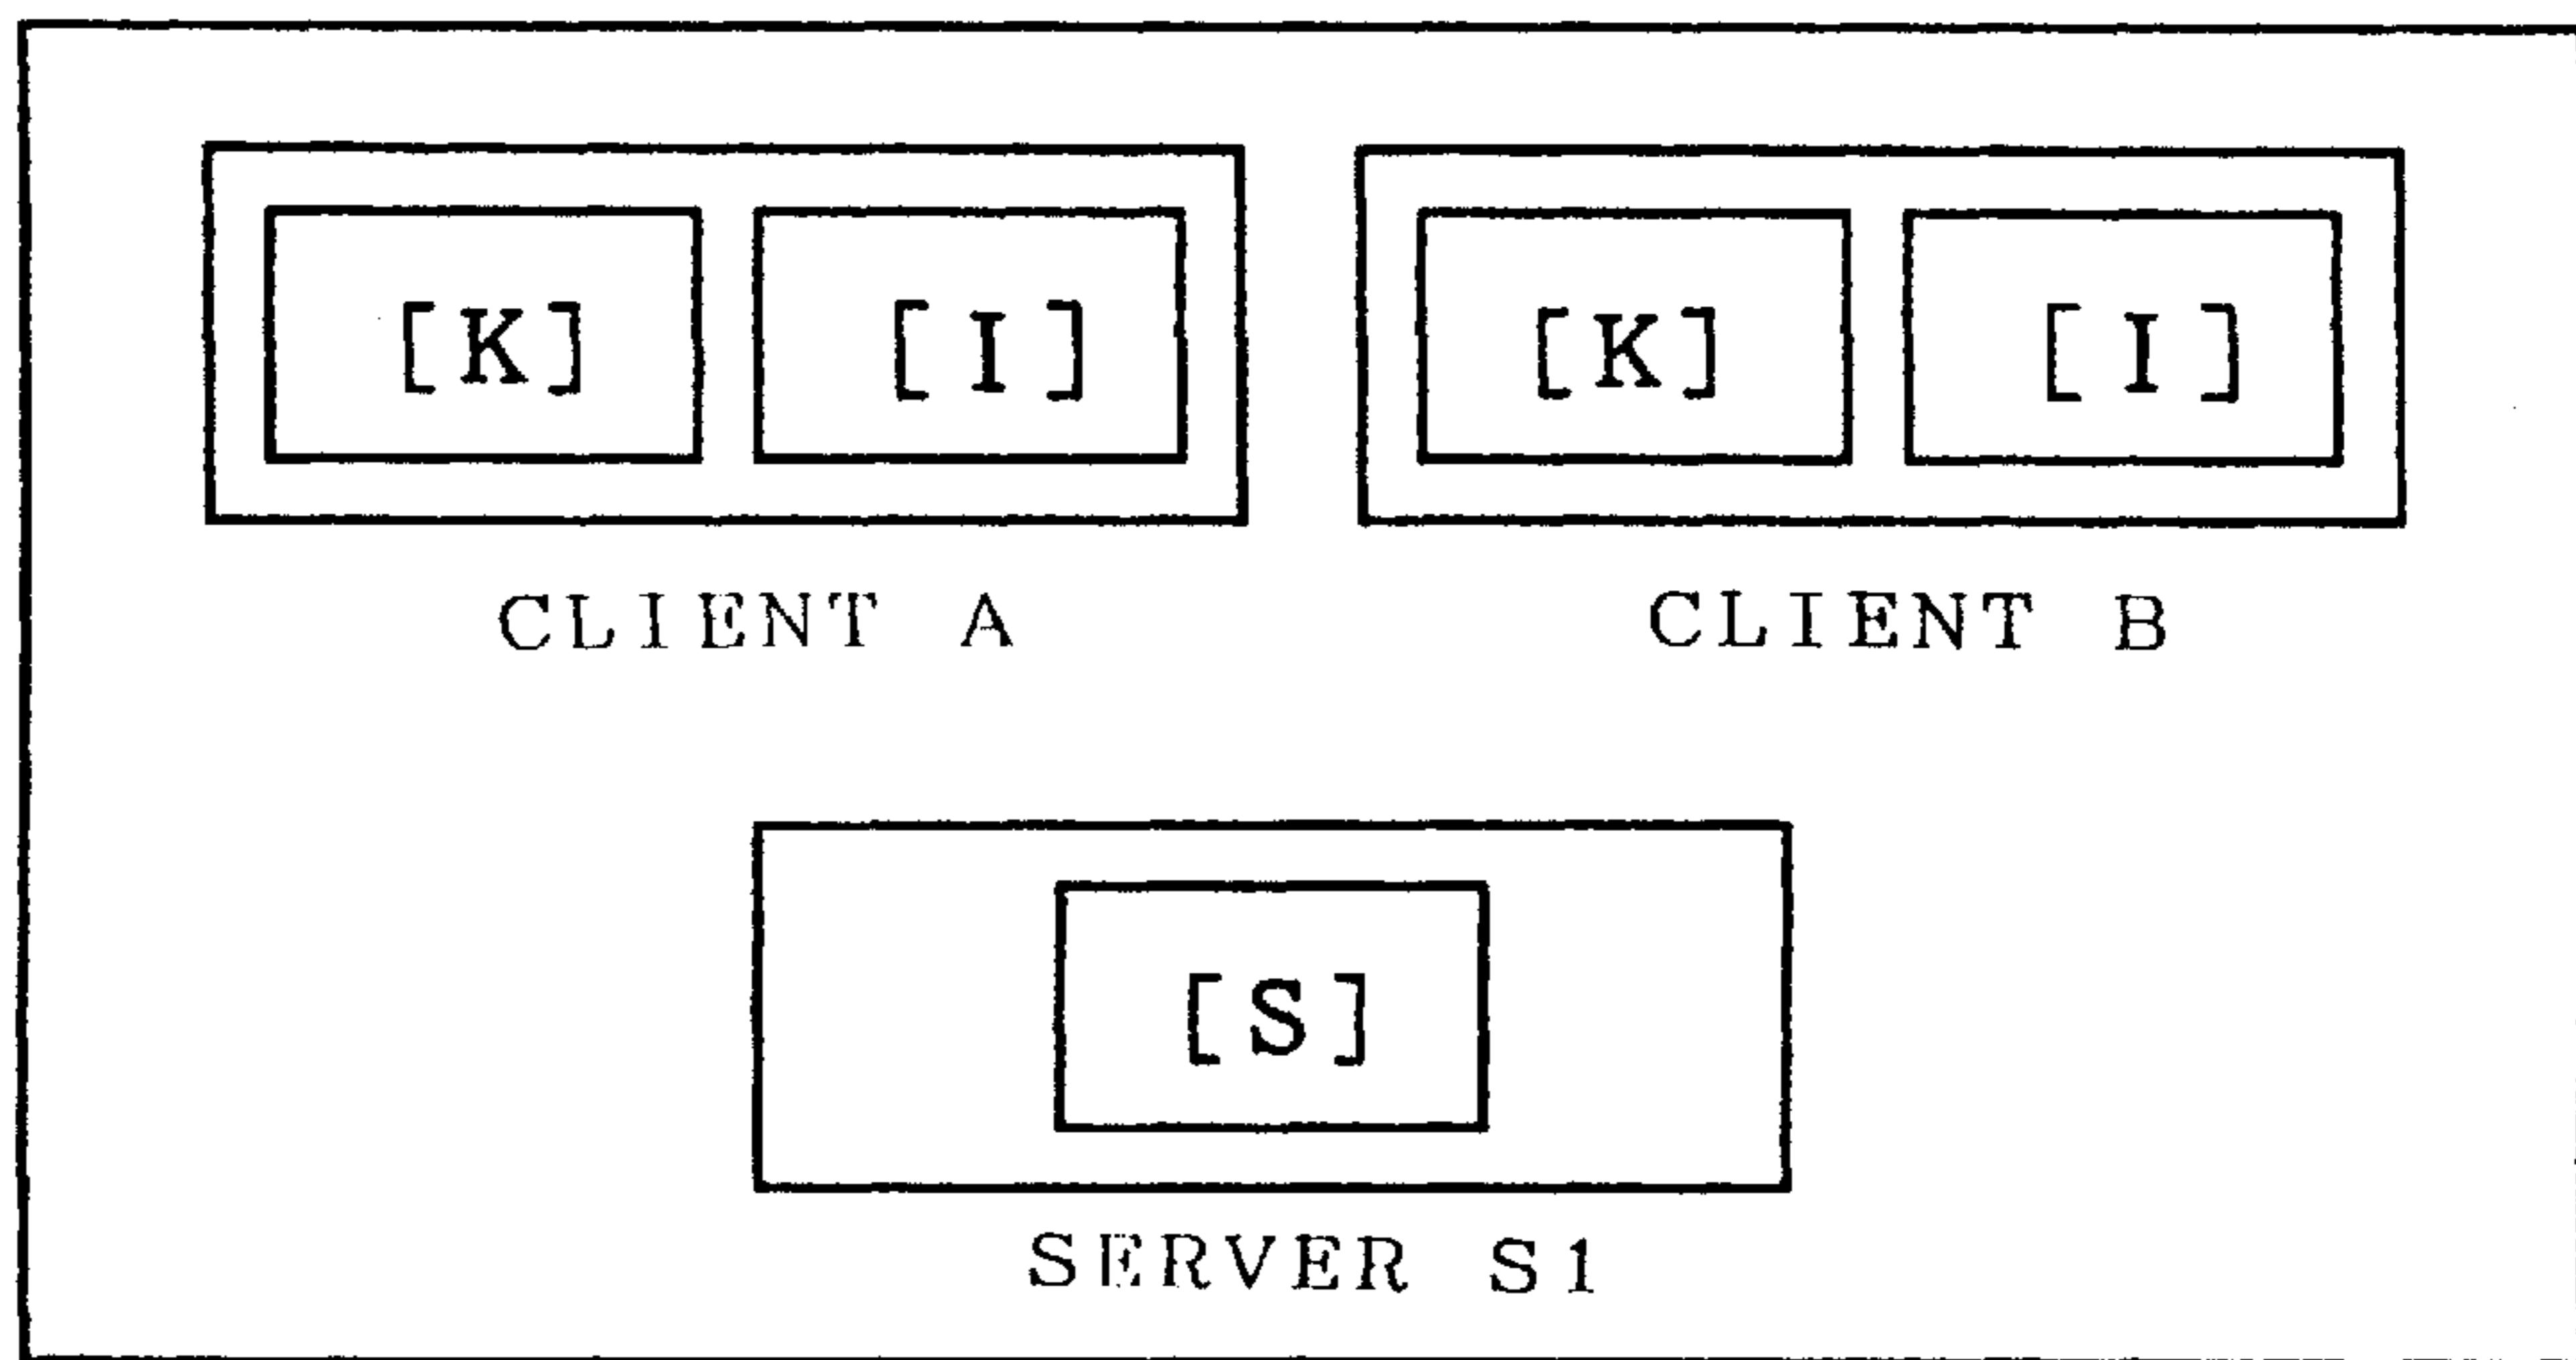 [K] [I] [K] [I]
CLIENT A CLIENT B
[S]
SERVER S1